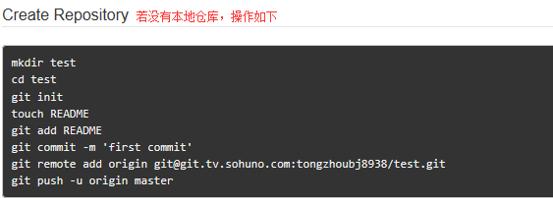 Create Repository 若没有本地仓库，操作如下
mkdir test
cd test
git init
touch README
git add README
git commit -m 'first commit'
git remote add origin git@git.tv.sohuno.com:tongzhoubj8938/test.git
git push -u origin master